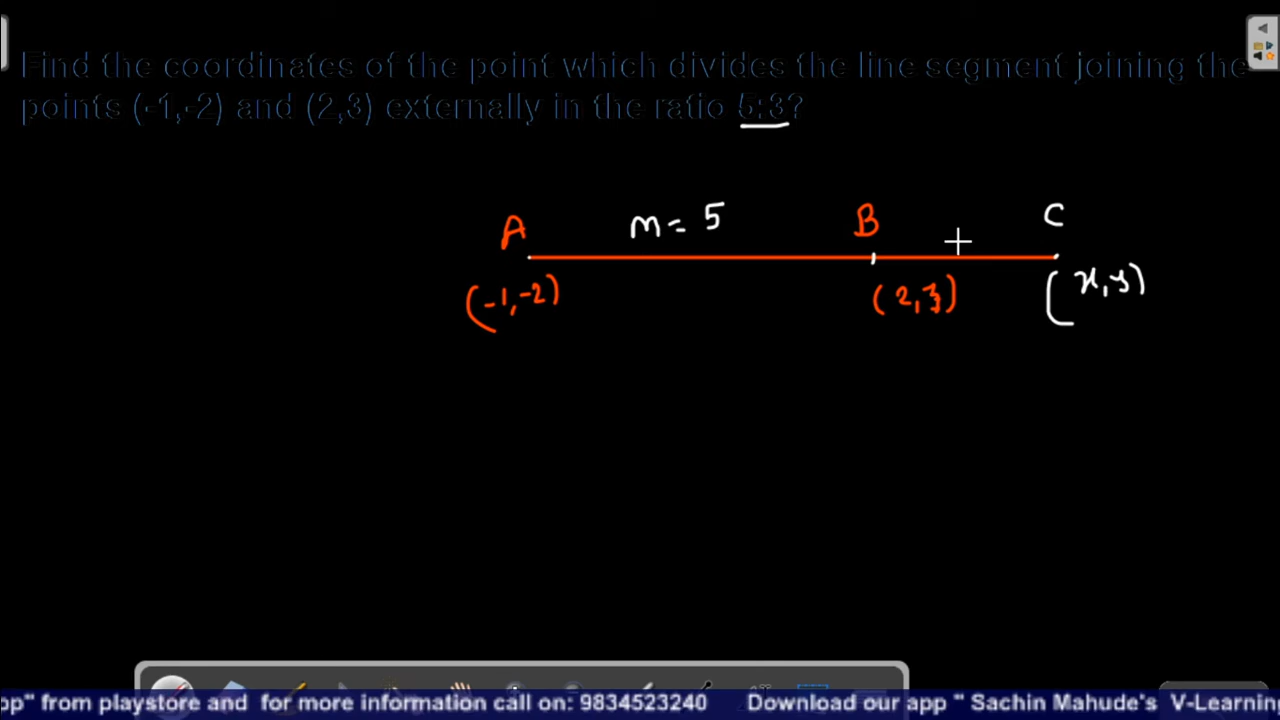 Find the coordinates of the point which divides the line segment joining the
points (-1,-2) and (2,3) externally in the ratio 5:3?
A m = 5 B C
(-1,-2) (2,3) (x,y)
pp" from playstore and for more information call on: 9834523240 Download our app " Sachin Mahude's V-Learnin